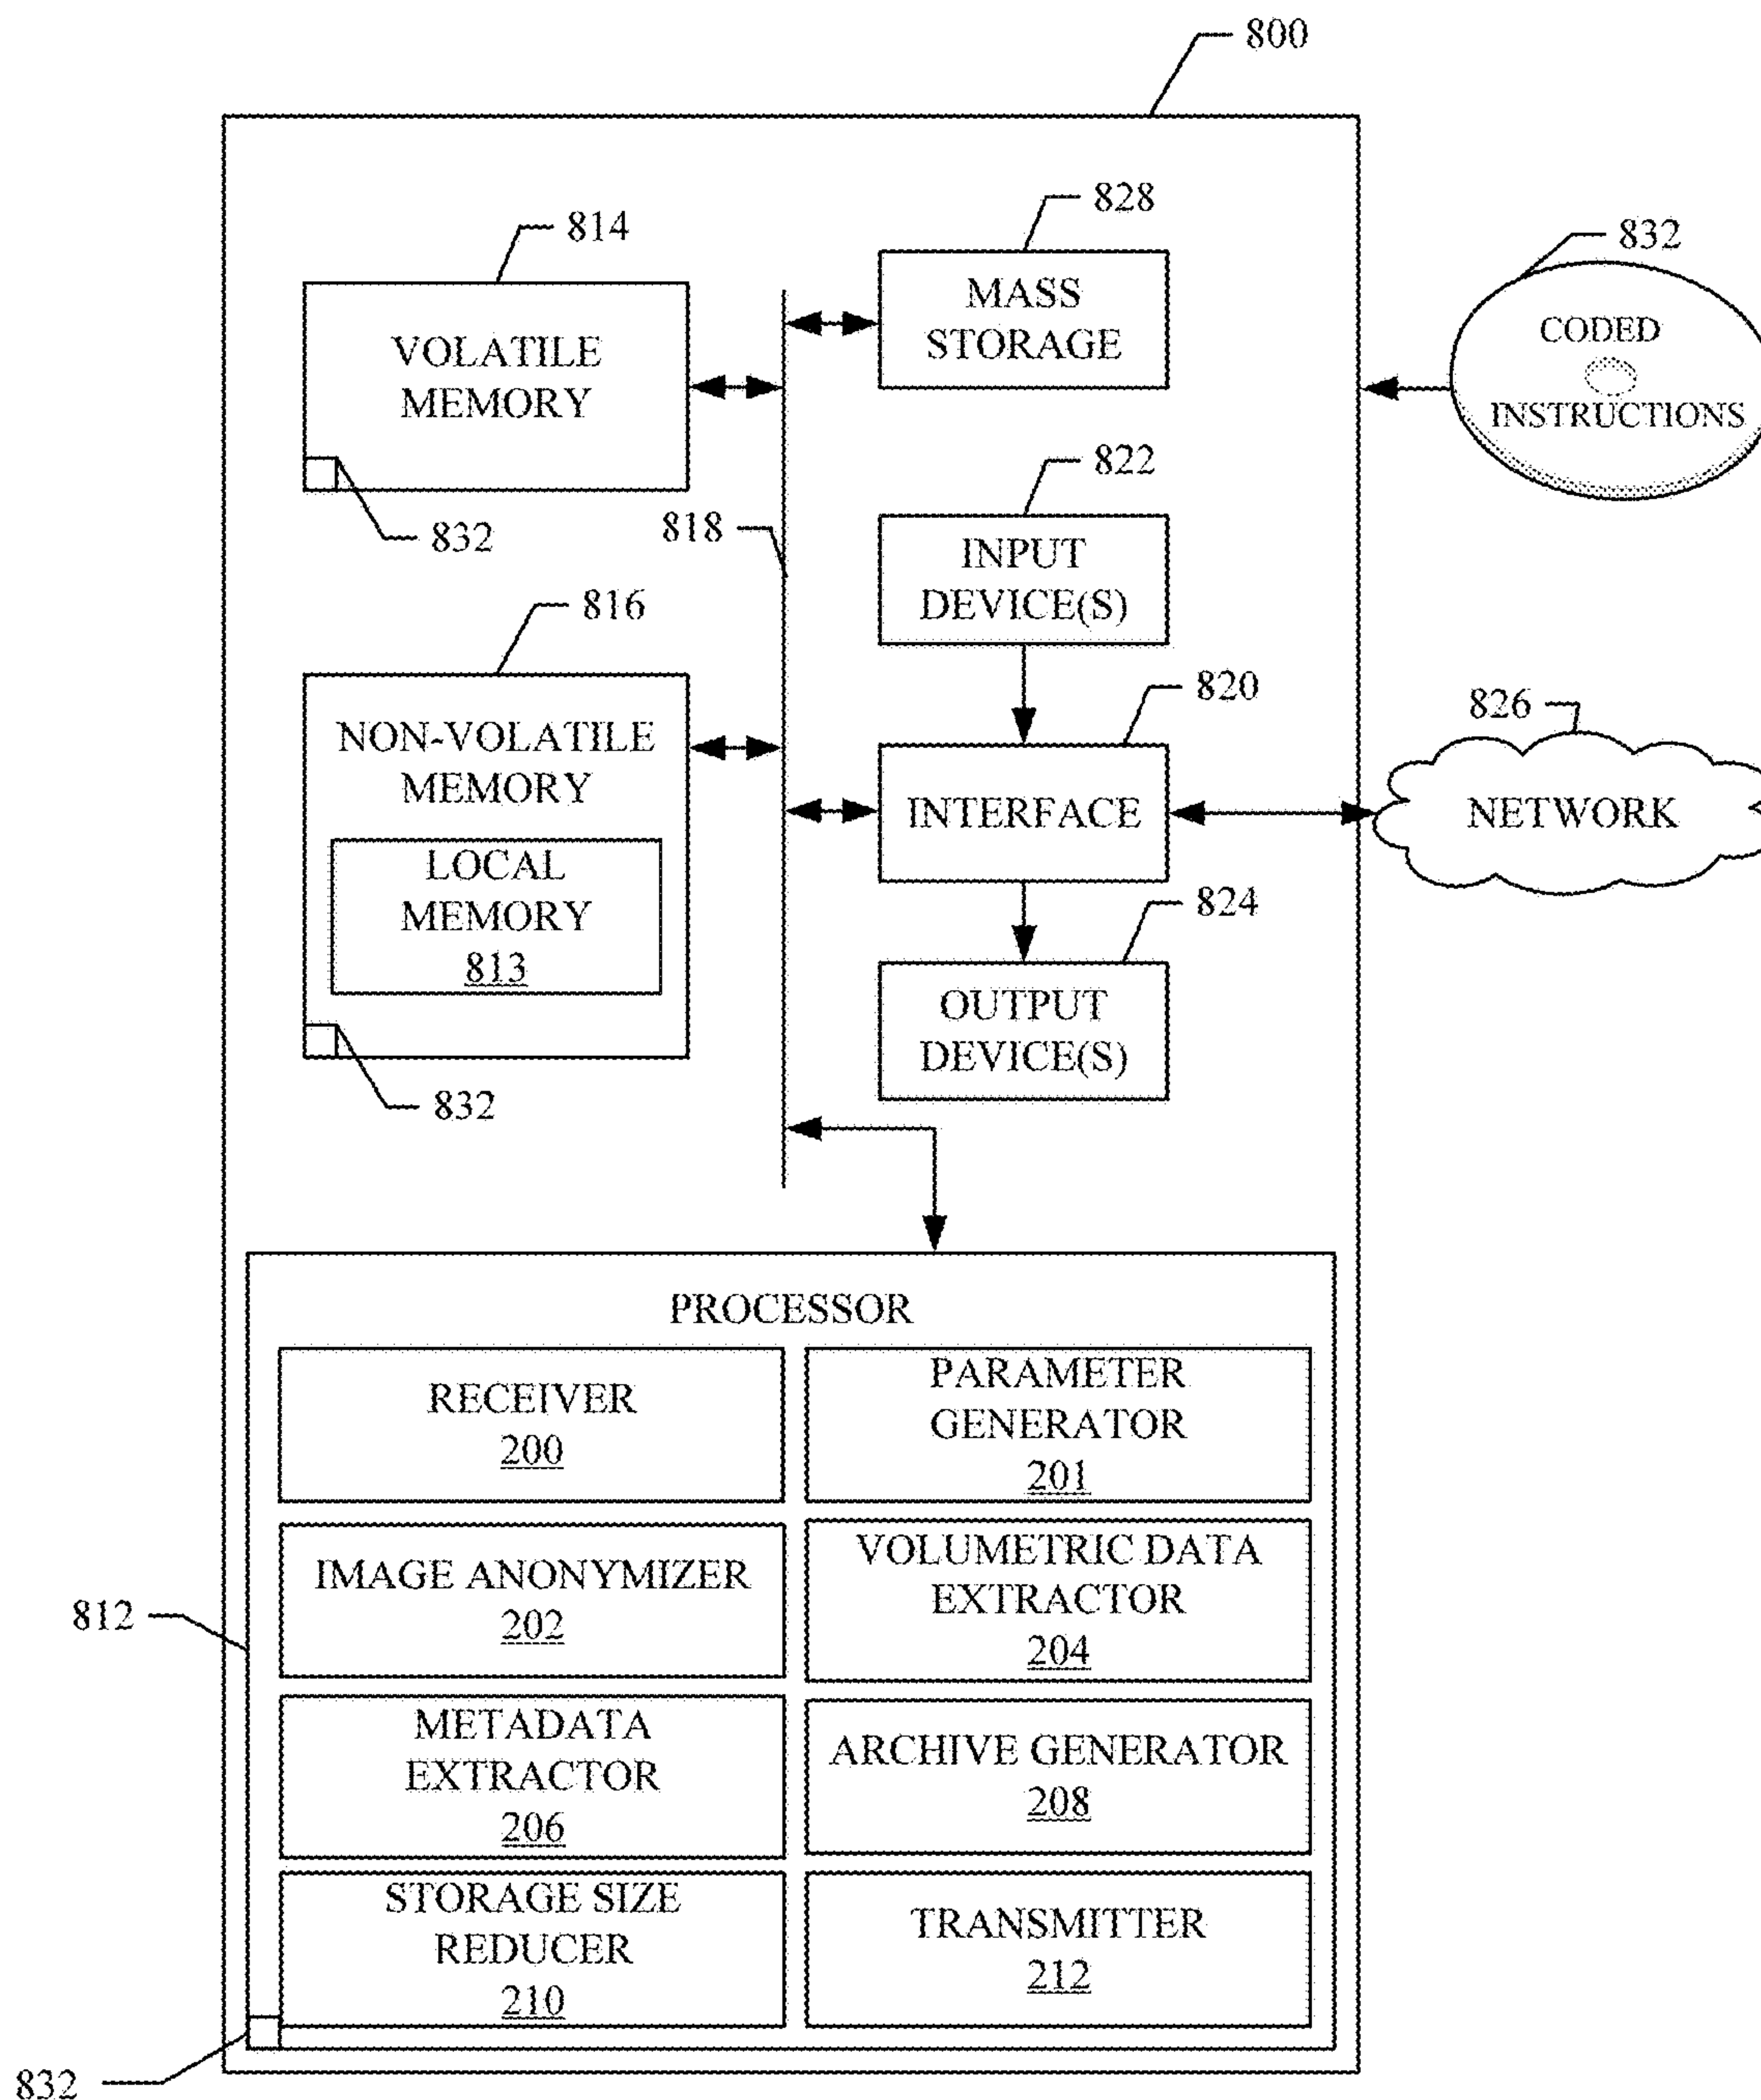 800
814
828
832
VOLATILE
MEMORY
MASS
STORAGE
CODED
INSTRUCTIONS
832
818
822
INPUT
DEVICE(S)
816
NON-VOLATILE
MEMORY
LOCAL
MEMORY
813
832
820
INTERFACE
826
NETWORK
824
OUTPUT
DEVICE(S)
PROCESSOR
RECEIVER
200
PARAMETER
GENERATOR
201
IMAGE ANONYMIZER
202
VOLUMETRIC DATA
EXTRACTOR
204
812
METADATA
EXTRACTOR
206
ARCHIVE GENERATOR
208
STORAGE SIZE
REDUCER
210
TRANSMITTER
212
832